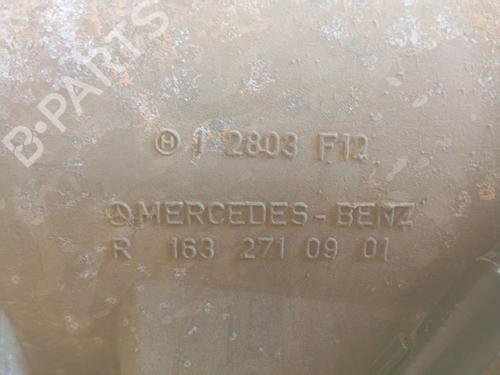 B-PARTS
H 1 2803 F12
MERCEDES-BENZ
R 163 271 09 01